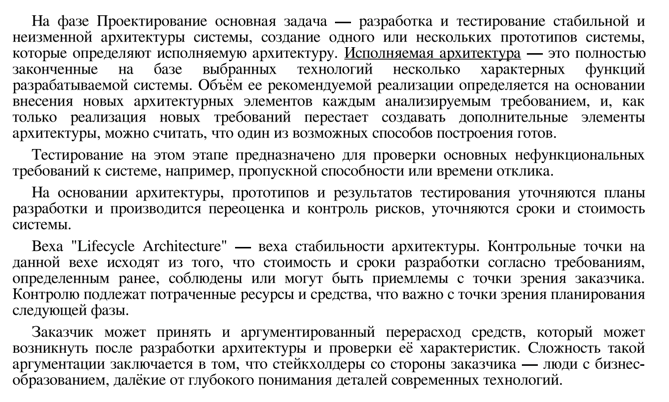 На фазе Проектирование основная задача — разработка и тестирование стабильной и
неизменной архитектуры системы, создание одного или нескольких прототипов системы,
которые определяют исполняемую архитектуру. Исполняемая архитектура — это полностью
законченные на базе выбранных технологий несколько характерных функций
разрабатываемой системы. Объём ее рекомендуемой реализации определяется на основании
внесения новых архитектурных элементов каждым анализируемым требованием, и, как
только реализация новых требований перестает создавать дополнительные элементы
архитектуры, можно считать, что один из возможных способов построения готов.
Тестирование на этом этапе предназначено для проверки основных нефункциональных
требований к системе, например, пропускной способности или времени отклика.
На основании архитектуры, прототипов и результатов тестирования уточняются планы
разработки и производится переоценка и контроль рисков, уточняются сроки и стоимость
системы.
Веха "Lifecycle Architecture" — веха стабильности архитектуры. Контрольные точки на
данной вехе исходят из того, что стоимость и сроки разработки согласно требованиям,
определенным ранее, соблюдены или могут быть приемлемы с точки зрения заказчика.
Контролю подлежат потраченные ресурсы и средства, что важно с точки зрения планирования
следующей фазы.
Заказчик может принять и аргументированный перерасход средств, который может
возникнуть после разработки архитектуры и проверки её характеристик. Сложность такой
аргументации заключается в том, что стейкхолдеры со стороны заказчика — люди с бизнес-
образованием, далёкие от глубокого понимания деталей современных технологий.